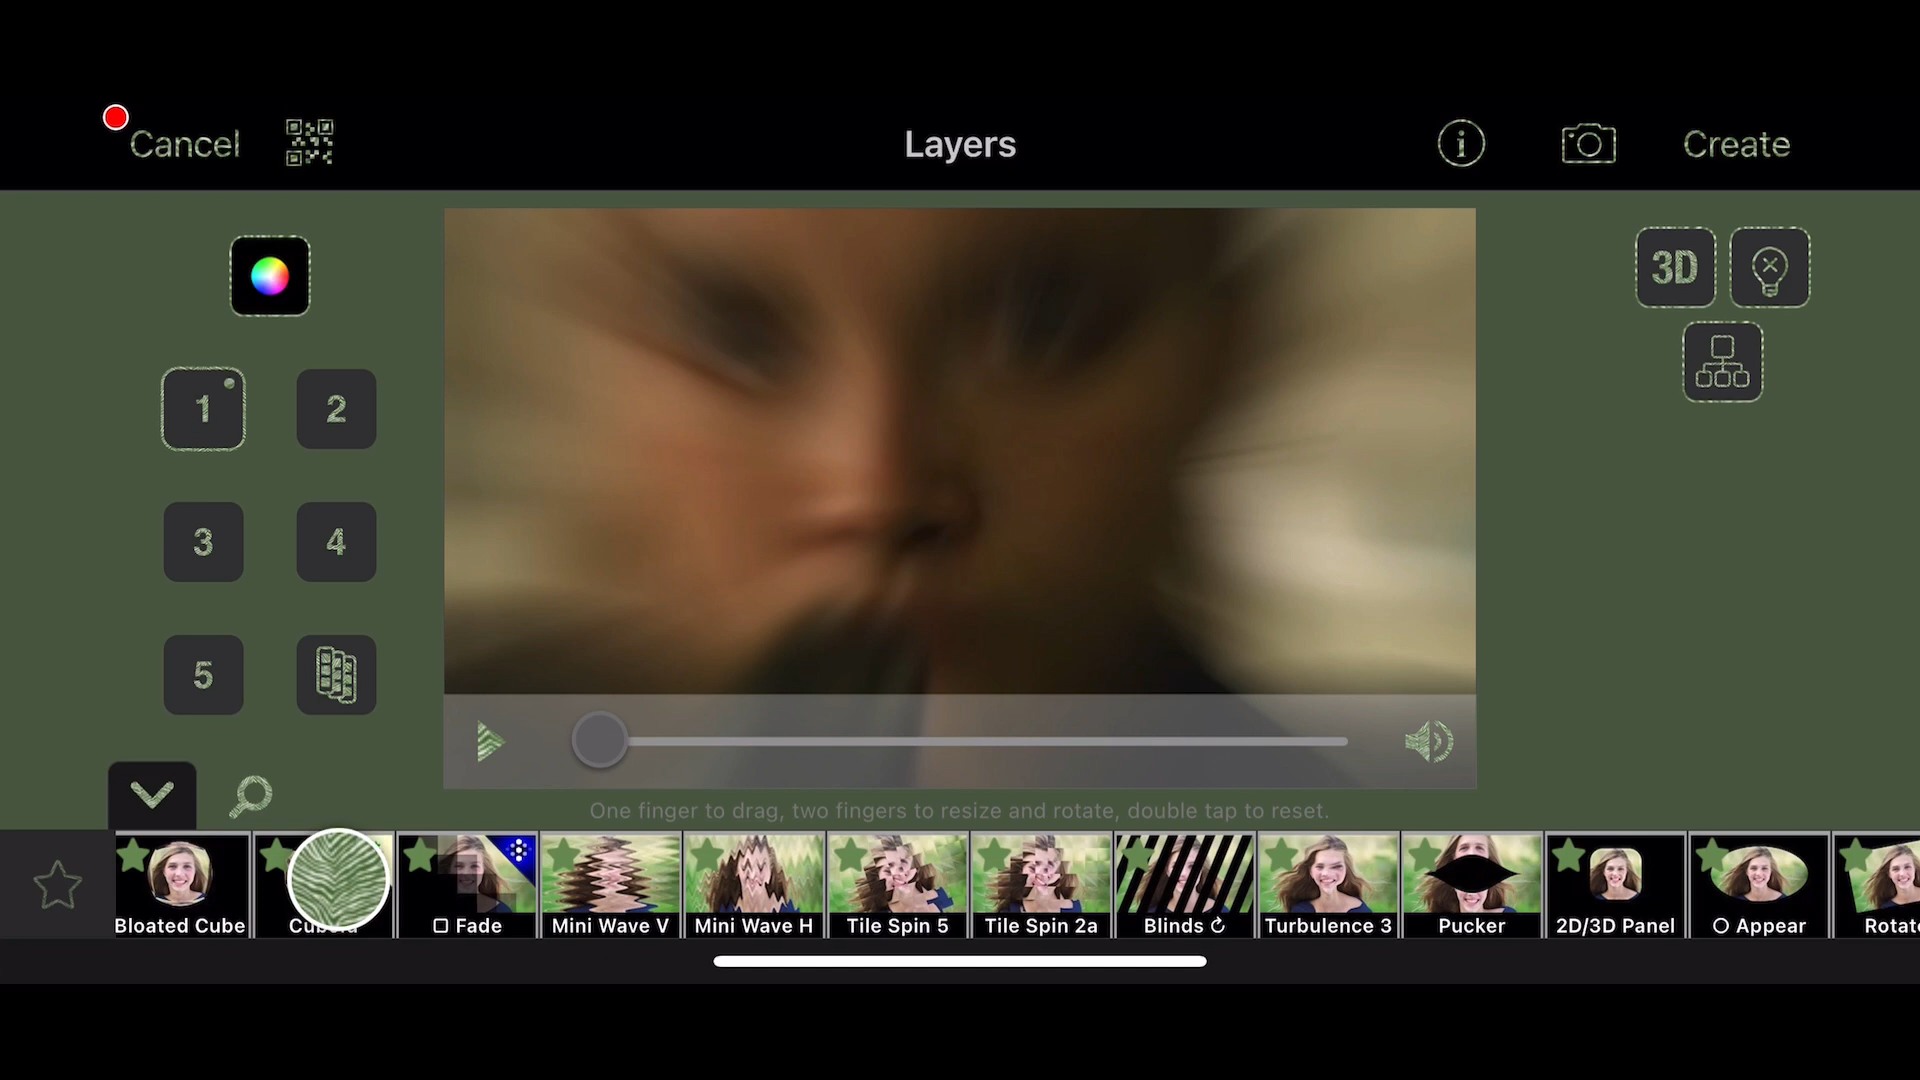 Cancel
Layers
Create
3D
1
2
3
4
5
One finger to drag, two fingers to resize and rotate, double tap to reset.
Bloated Cube
Fade
Mini Wave V
Mini Wave H
Tile Spin 5
Tile Spin 2a
Blinds
Turbulence 3
Pucker
2D/3D Panel
Appear